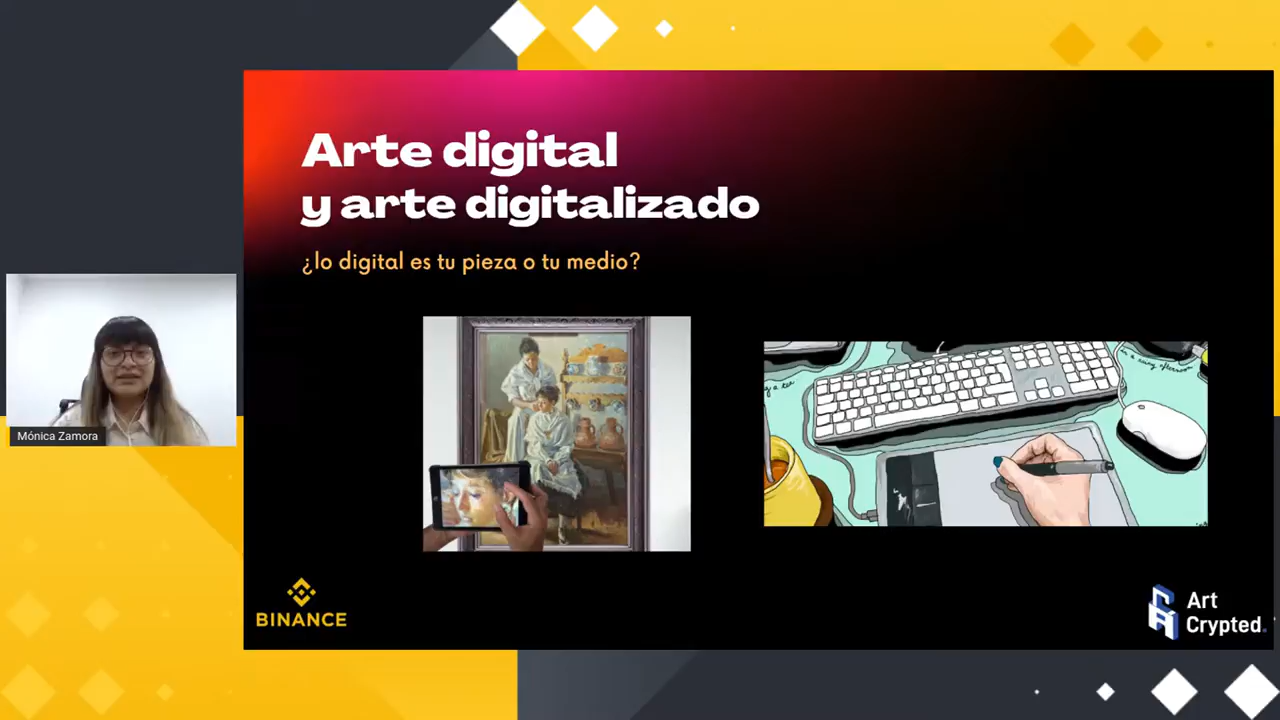 Arte digital
y arte digitalizado
¿lo digital es tu pieza o tu medio?
Mónica Zamora
BINANCE
Art
Crypted.